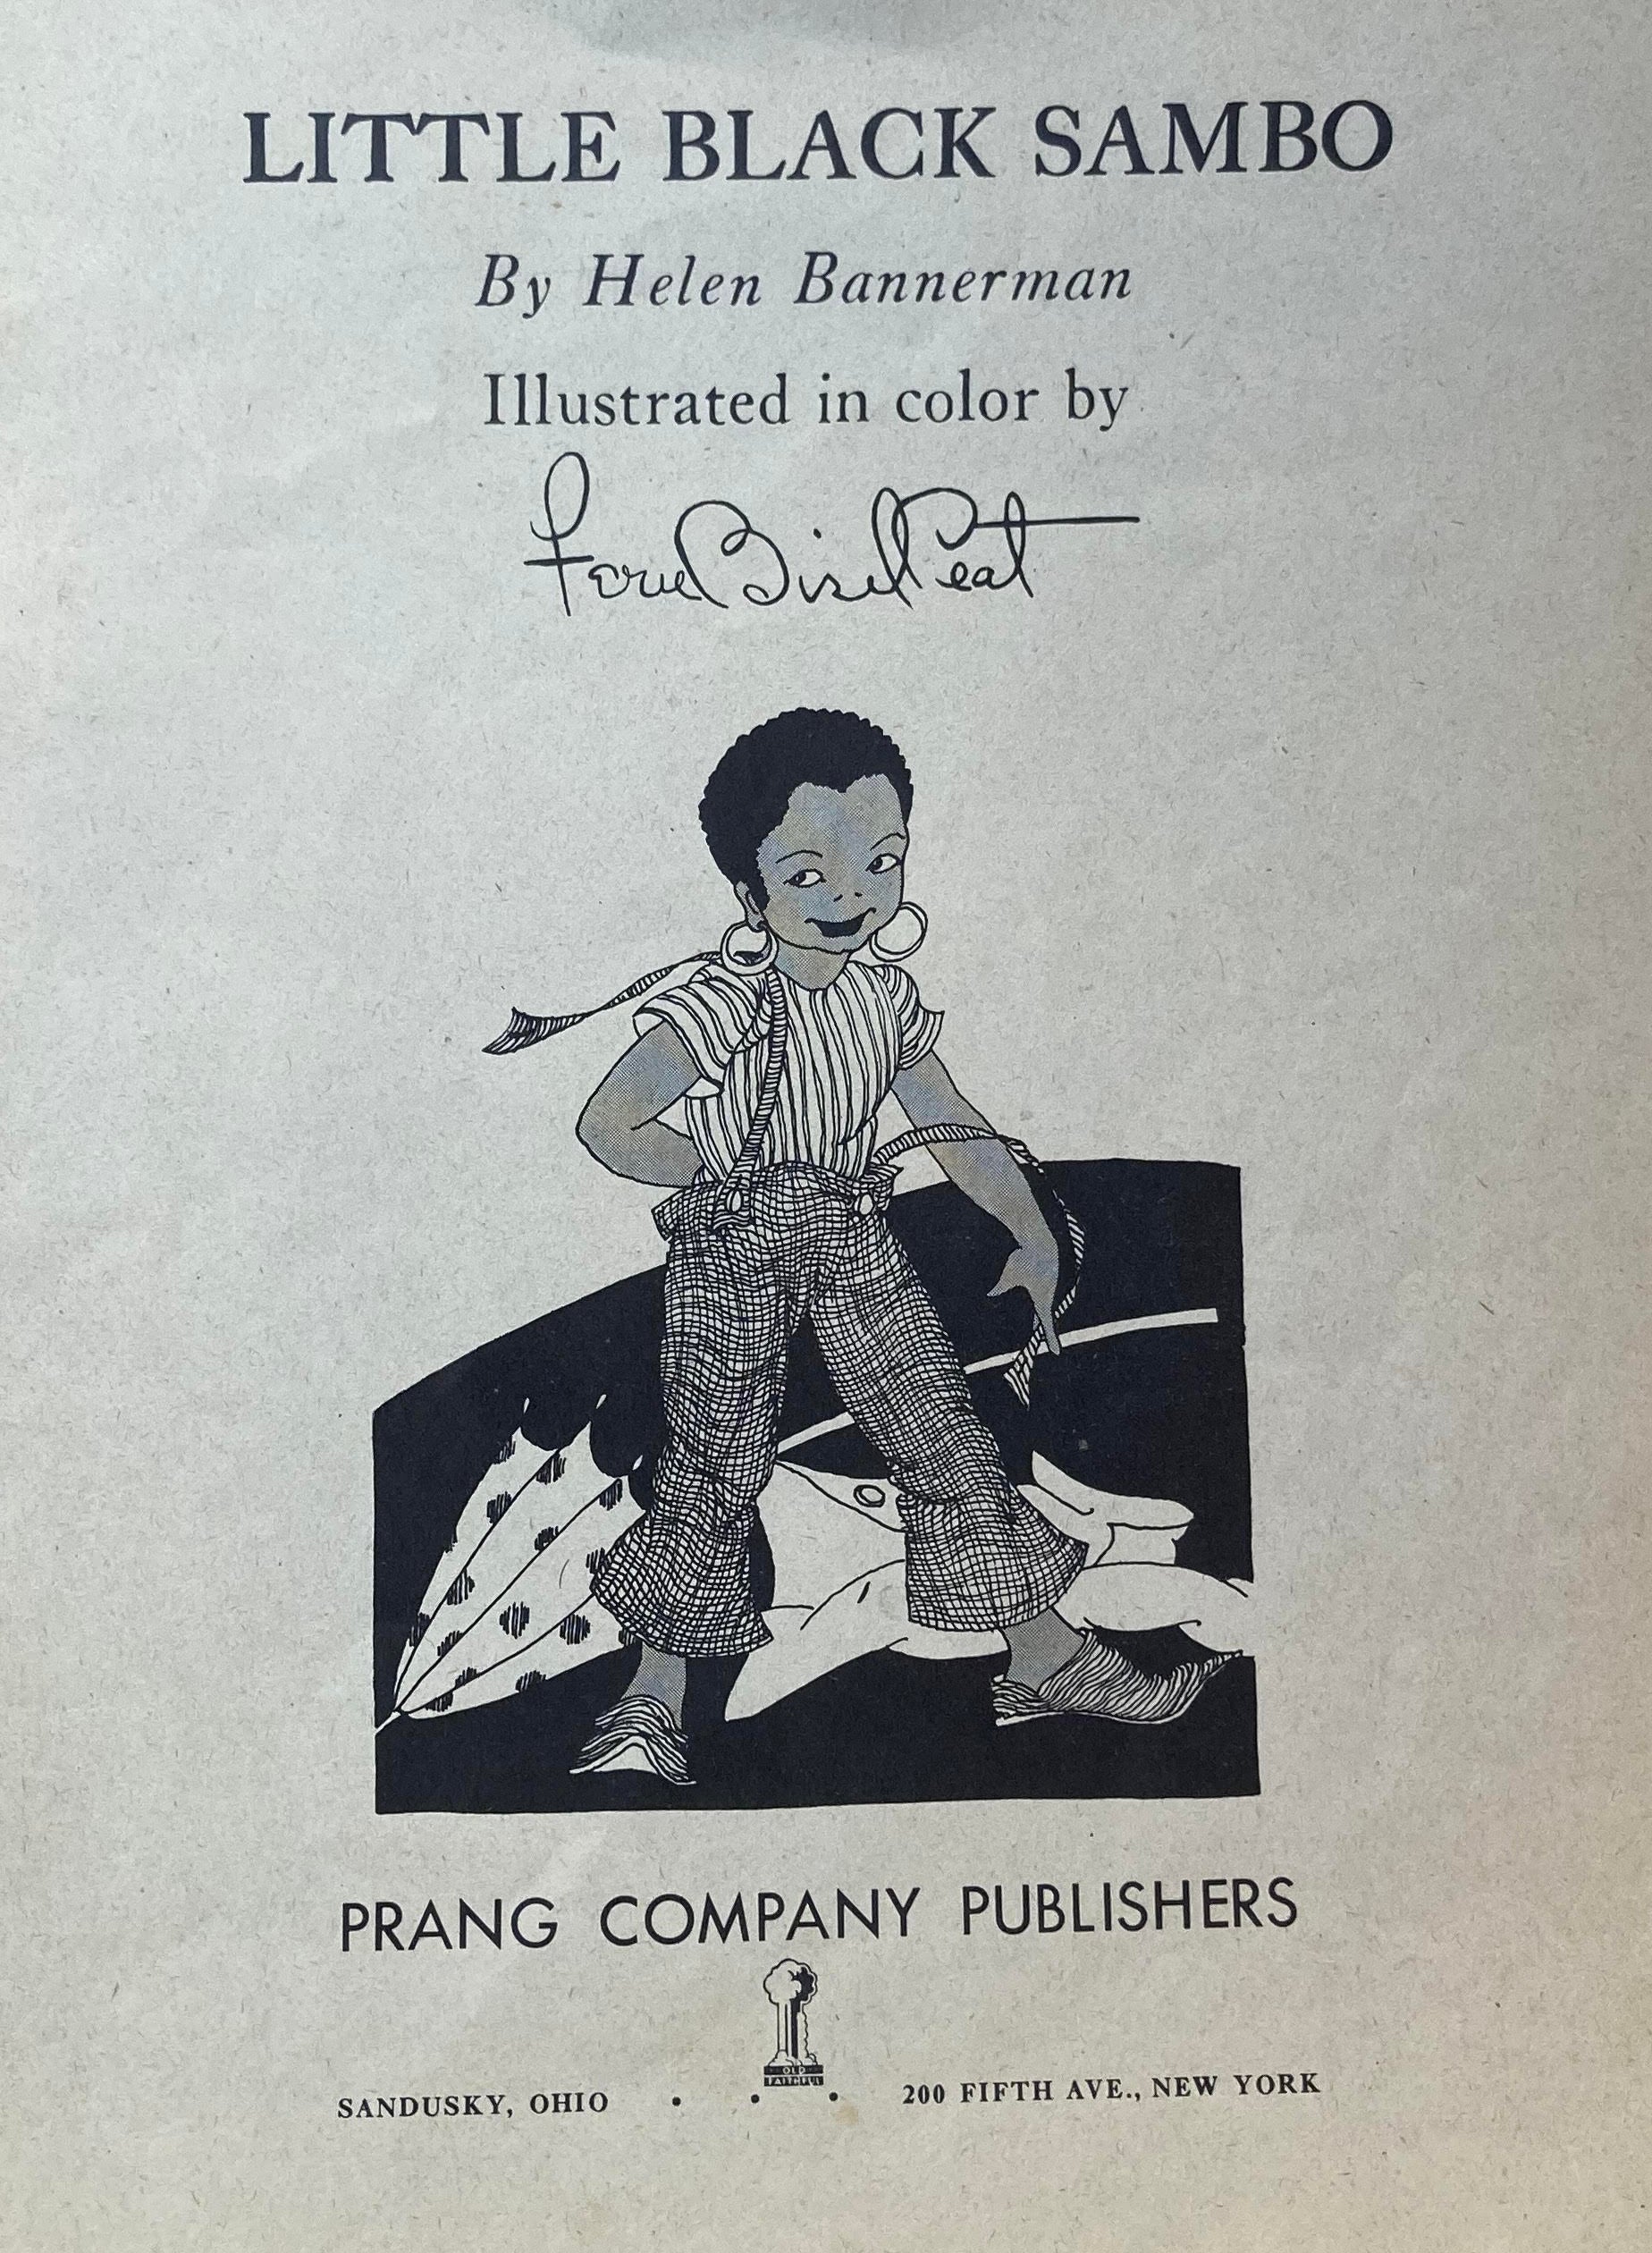 LITTLE BLACK SAMBO
By Helen Bannerman
Illustrated in color by
Fern Bisel Peat
PRANG COMPANY PUBLISHERS
OLD
FAITHFUL
SANDUSKY, OHIO . . . 200 FIFTH AVE., NEW YORK